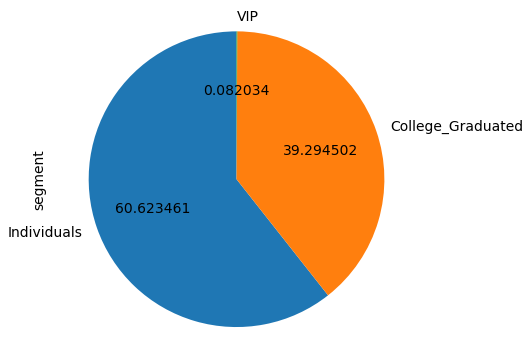 VIP
0.082034
College_Graduated
39.294502
segment
60.623461
Individuals